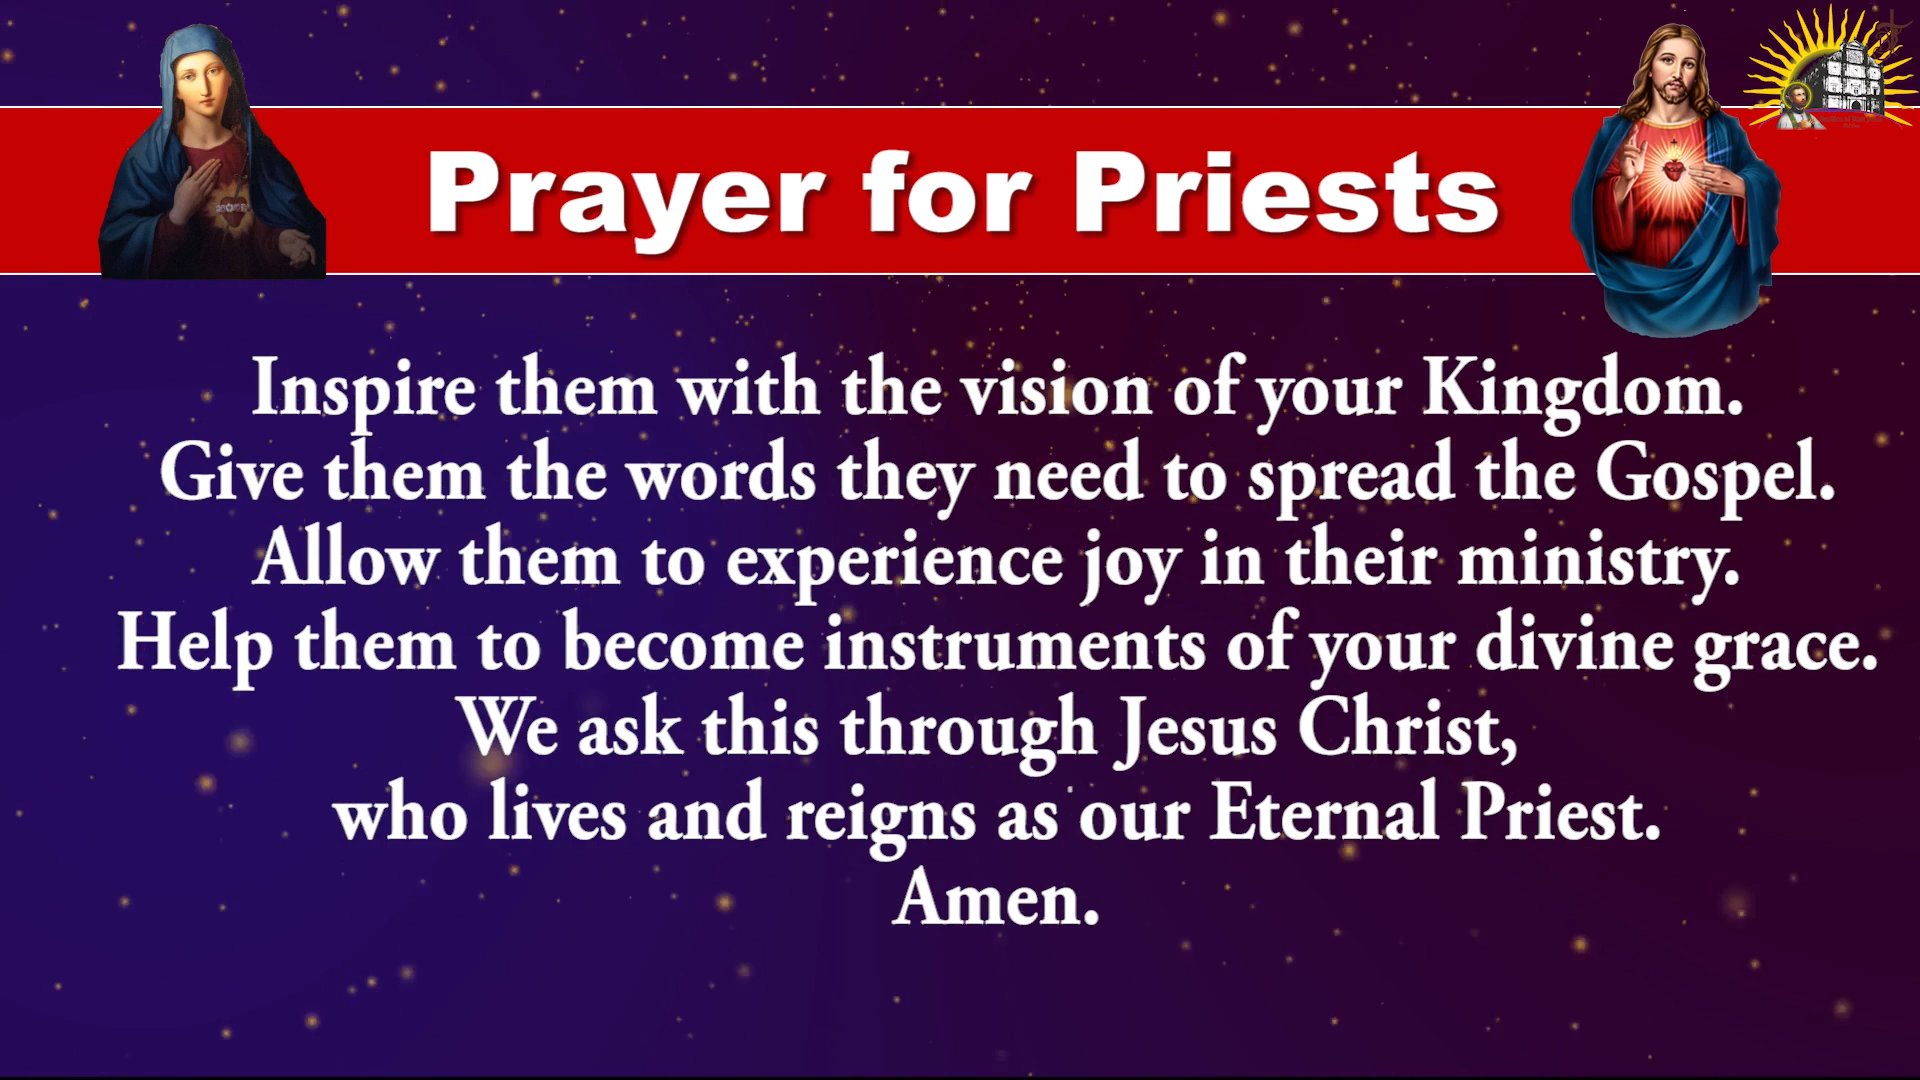 Prayer for Priests
Inspire them with the vision of your Kingdom.
Give them the words they need to spread the Gospel.
Allow them to experience joy in their ministry.
Help them to become instruments of your divine grace.
We ask this through Jesus Christ,
who lives and reigns as our Eternal Priest.
Amen.